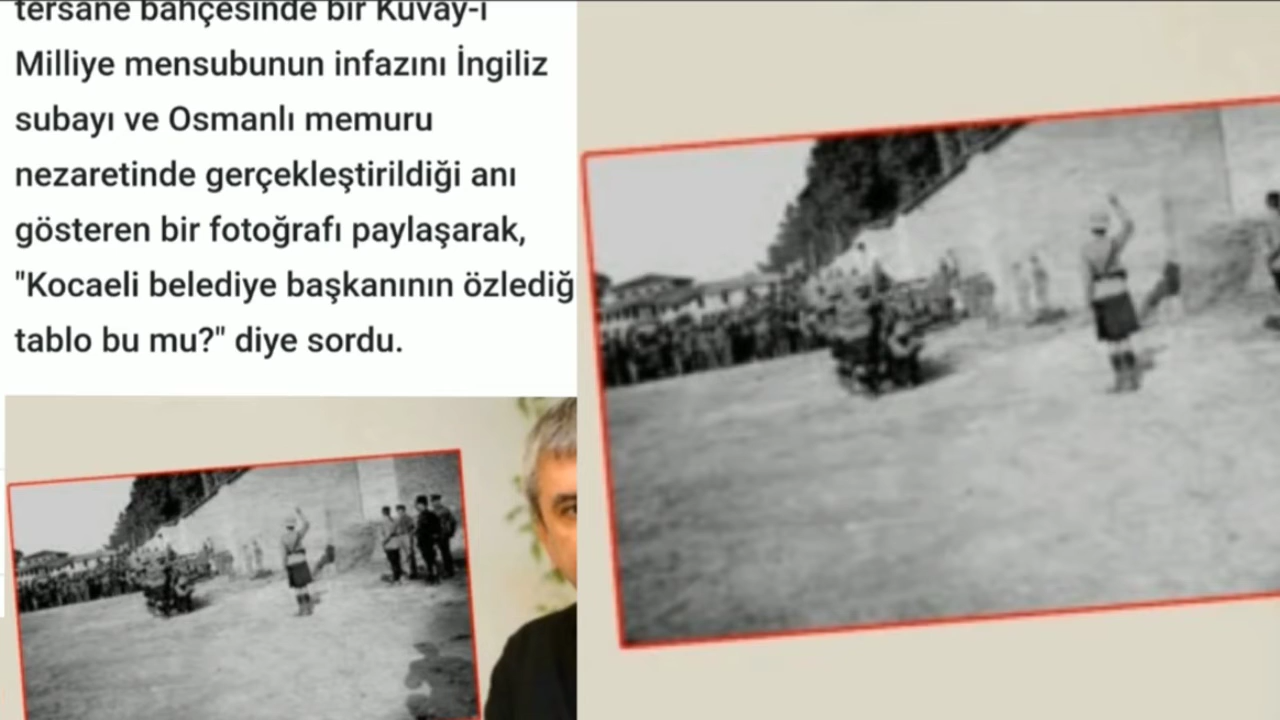 tersane bahçesinde bir Kuvay-ı
Milliye mensubunun infazını İngiliz
subayı ve Osmanlı memuru
nezaretinde gerçekleştirildiği anı
gösteren bir fotoğrafı paylaşarak,
"Kocaeli belediye başkanının özlediğ
tablo bu mu?" diye sordu.